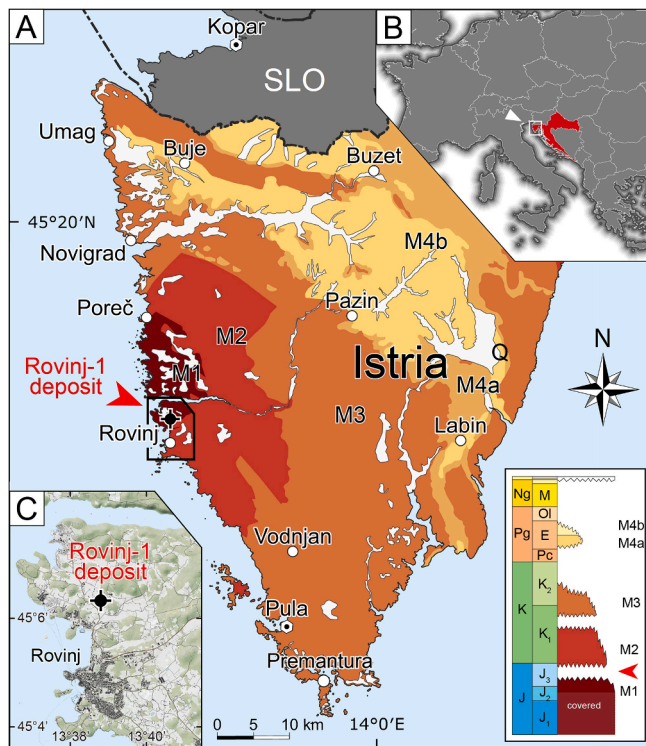 A
Kopar
SLO
B
Umag
Buje
Buzet
45°20′N
Novigrad
M4b
Poreč
Pazin
M2
M1
Istria
Q
Rovinj-1
deposit
M4a
N
M3
Labin
Rovinj
C
Rovinj-1
deposit
Vodnjan
45°6′
Pula
Rovinj
Premantura
45°4′
13°38′
13°40′
0
5
10 km
14°0′E
Ng
M
Pg
Ol
E
Pc
M4b
M4a
K
K2
K1
M3
M2
J
J3
J2
J1
M1
covered